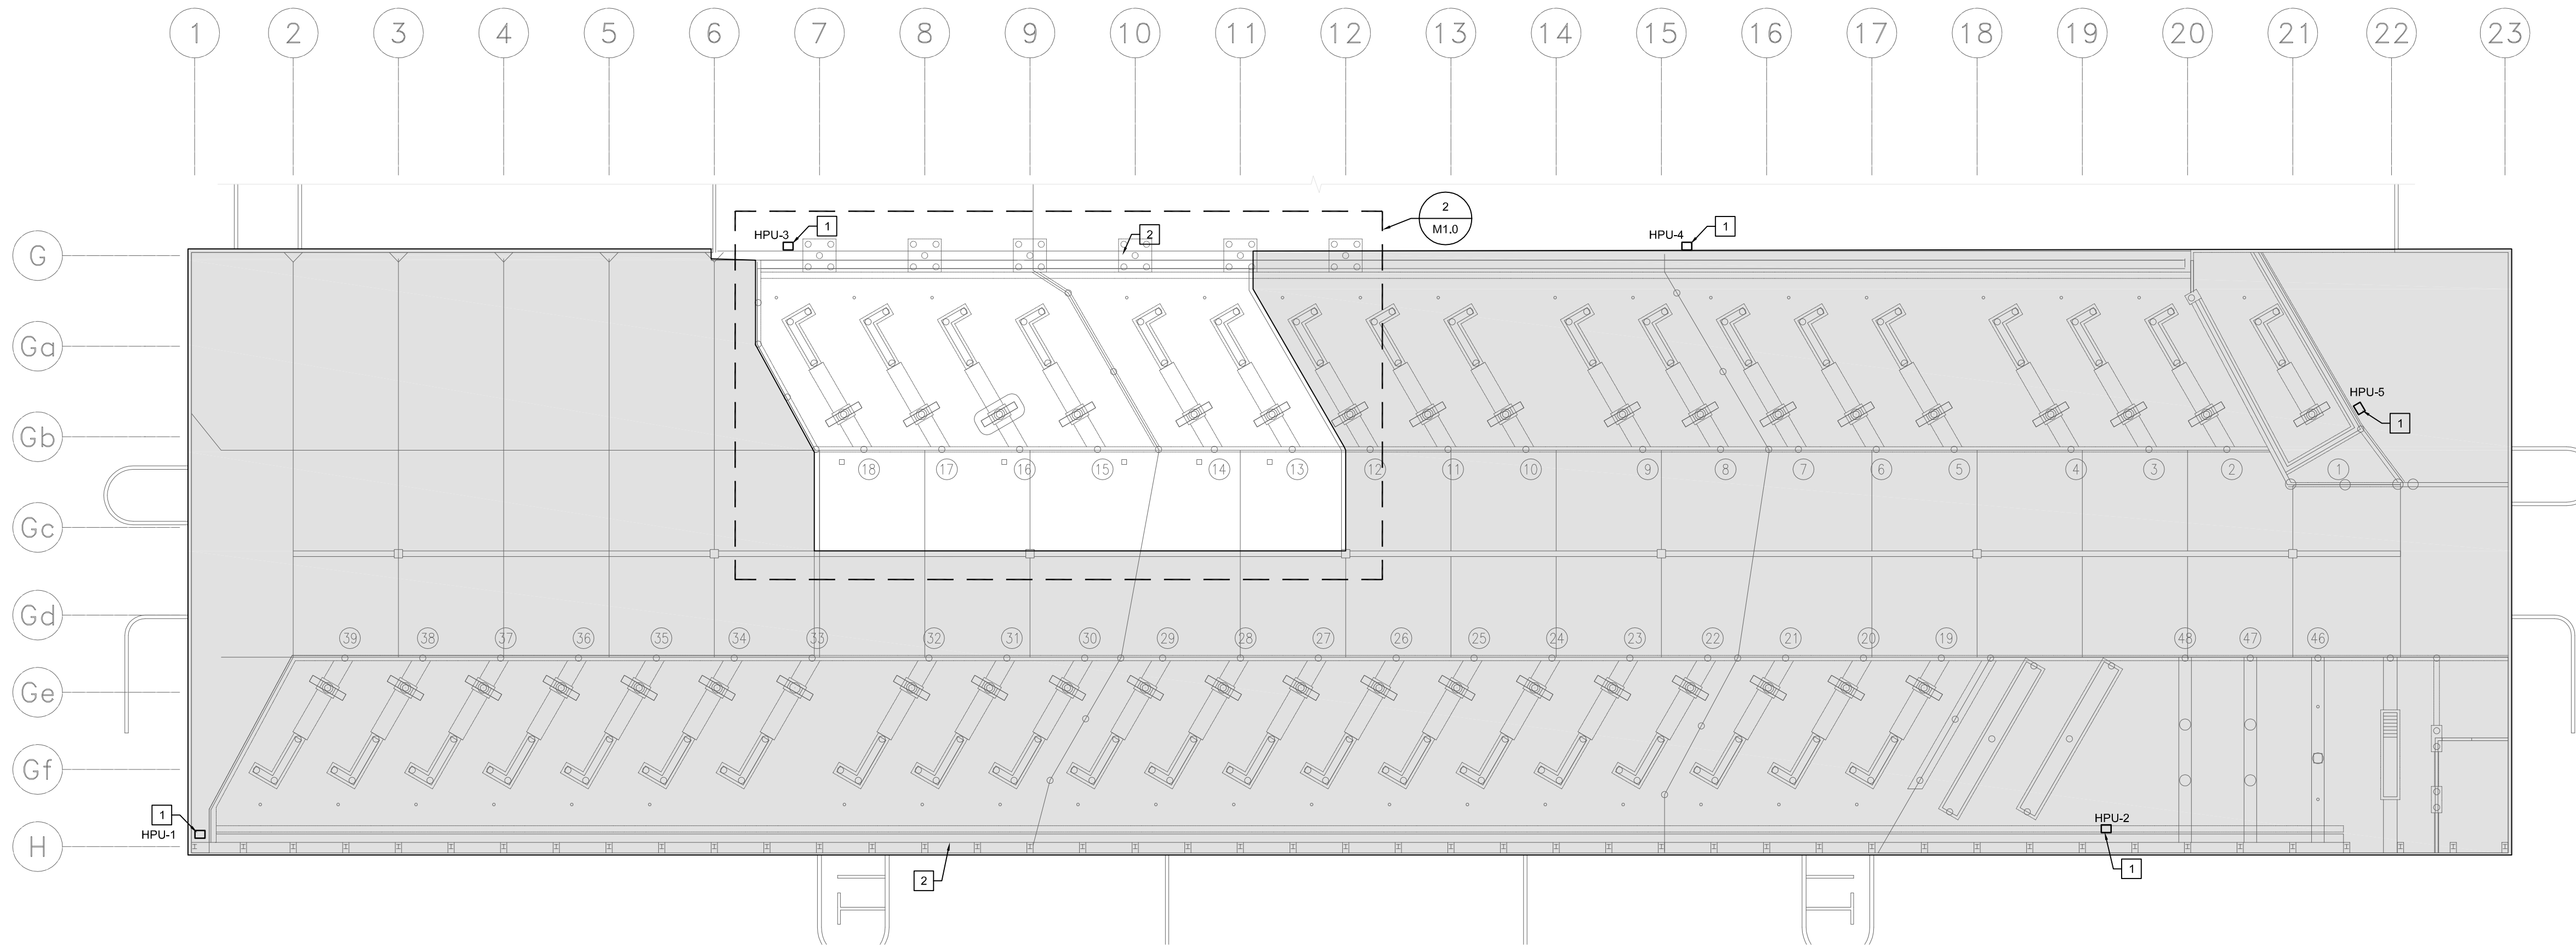 1 2 3 4 5 6 7 8 9 10 11 12 13 14 15 16 17 18 19 20 21 22 23
2
M1.0
HPU-3
1
2
HPU-4
1
G
Ga
HPU-5
1
Gb
18 17 16 15 14 13 12 11 10 9 8 7 6 5 4 3 2 1
Gc
Gd
39 38 37 36 35 34 33 32 31 30 29 28 27 26 25 24 23 22 21 20 19 48 47 46
Ge
Gf
1
HPU-1
HPU-2
H
1
2